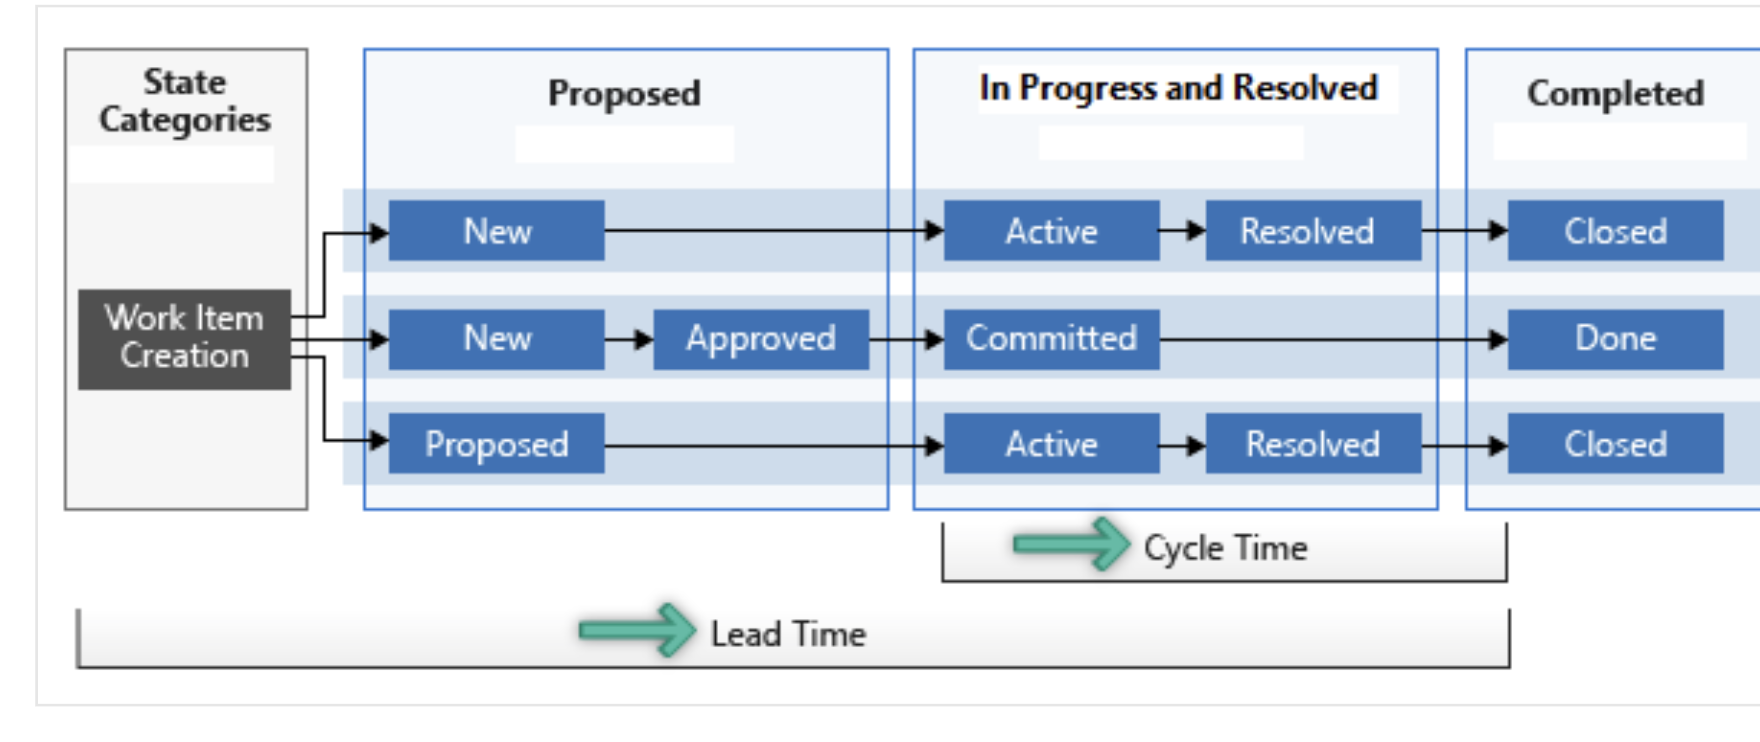 State
Categories
Proposed
In Progress and Resolved
Completed
New
Active
Resolved
Closed
Work Item
Creation
New
Approved
Committed
Done
Proposed
Active
Resolved
Closed
Cycle Time
Lead Time